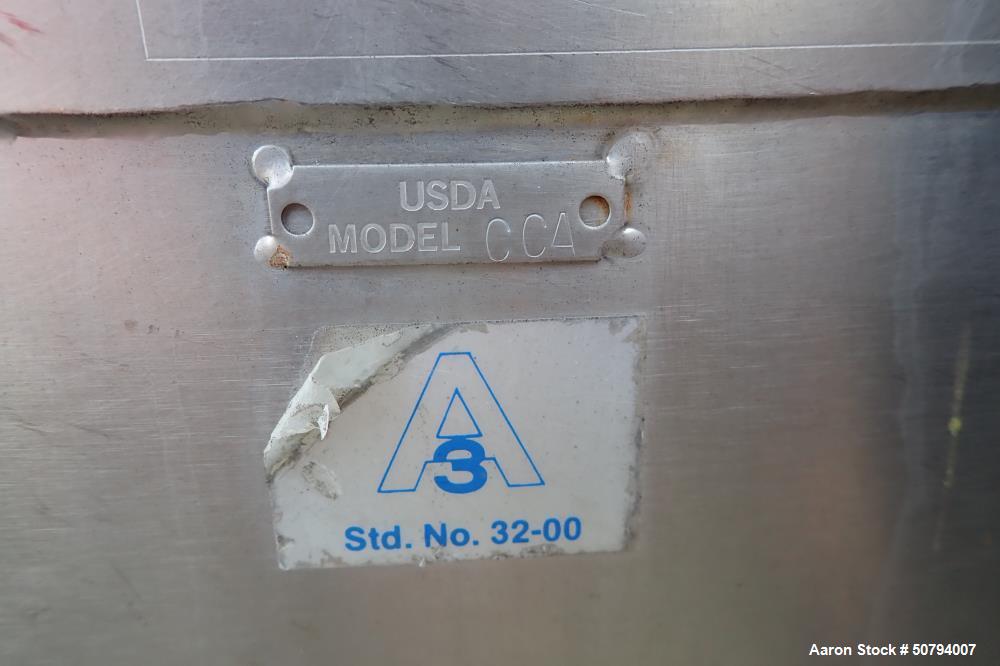 USDA
MODEL CCA
A
3
Std. No. 32-00
Aaron Stock # 50794007